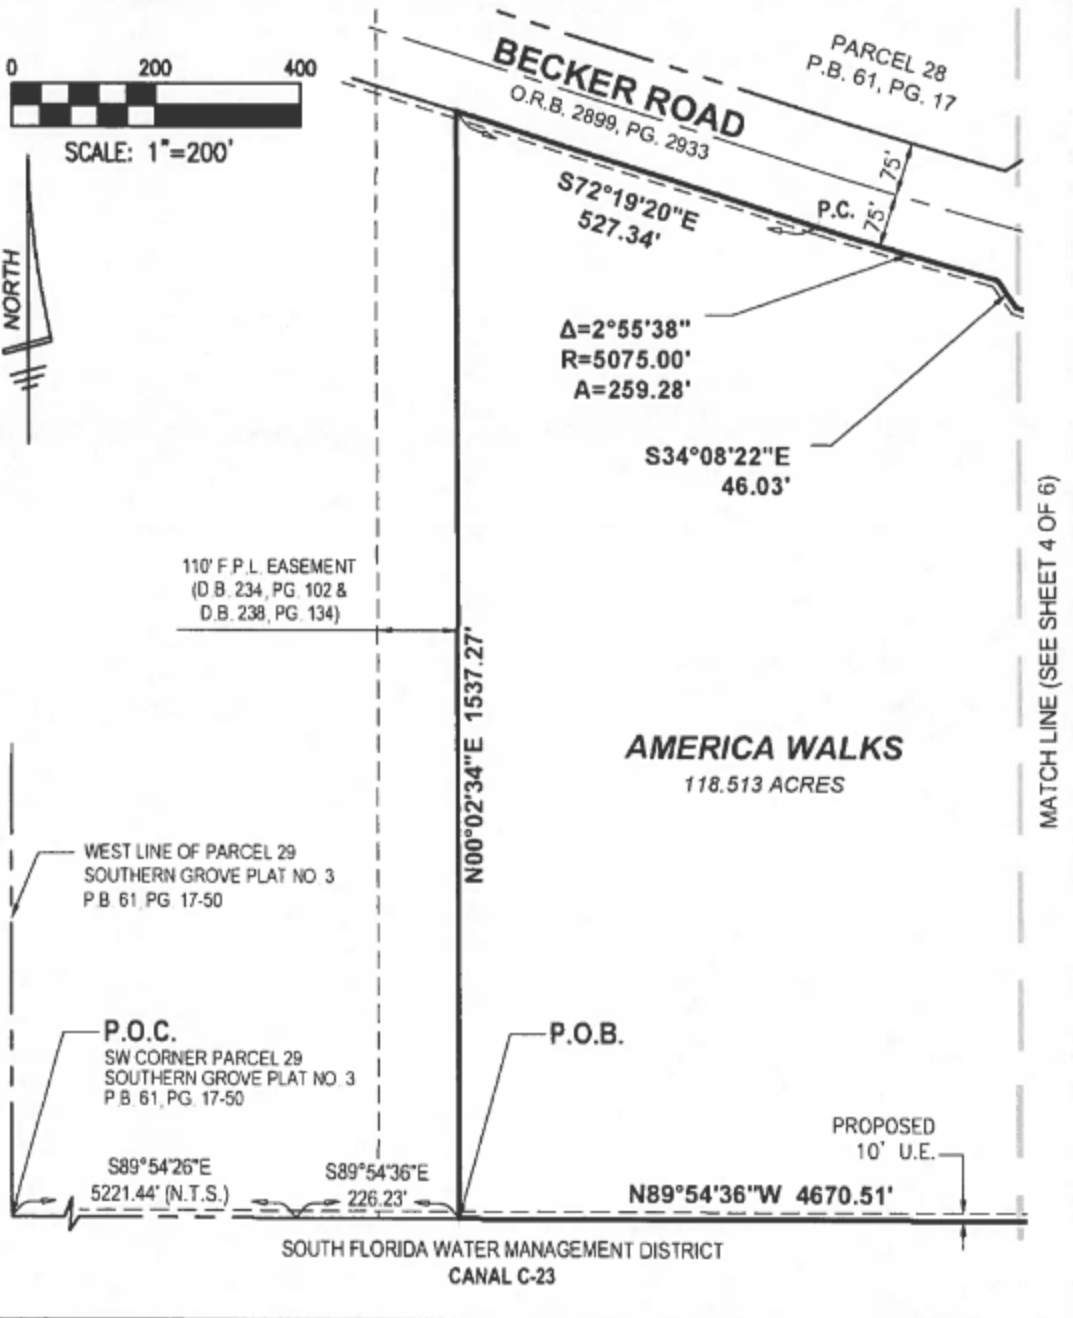 0 200 400
SCALE: 1"=200'
NORTH
BECKER ROAD
O.R.B. 2899, PG. 2933
PARCEL 28
P.B. 61, PG. 17
75'
75'
P.C.
S72°19'20"E
527.34'
Δ=2°55'38"
R=5075.00'
A=259.28'
S34°08'22"E
46.03'
MATCH LINE (SEE SHEET 4 OF 6)
110' F.P.L. EASEMENT
(D.B. 234, PG. 102 &
D.B. 238, PG. 134)
N00°02'34"E 1537.27'
AMERICA WALKS
118.513 ACRES
WEST LINE OF PARCEL 29
SOUTHERN GROVE PLAT NO. 3
P.B. 61, PG. 17-50
P.O.C.
SW CORNER PARCEL 29
SOUTHERN GROVE PLAT NO. 3
P.B. 61, PG. 17-50
P.O.B.
PROPOSED
10' U.E.
S89°54'26"E
5221.44' (N.T.S.)
S89°54'36"E
226.23'
N89°54'36"W 4670.51'
SOUTH FLORIDA WATER MANAGEMENT DISTRICT
CANAL C-23